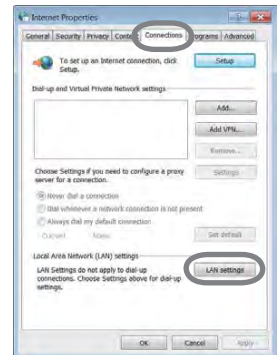 Internet Properties
General Security Privacy Content Connections Programs Advanced
To set up an Internet connection, click Setup.
Setup
Dial-up and Virtual Private Network settings
Add...
Add VPN...
Remove...
Choose Settings if you need to configure a proxy server for a connection.
Settings
Never dial a connection
Dial whenever a network connection is not present
Always dial my default connection
Current None
Set default
Local Area Network (LAN) settings
LAN Settings do not apply to dial-up connections. Choose Settings above for dial-up settings.
LAN settings
OK Cancel Apply